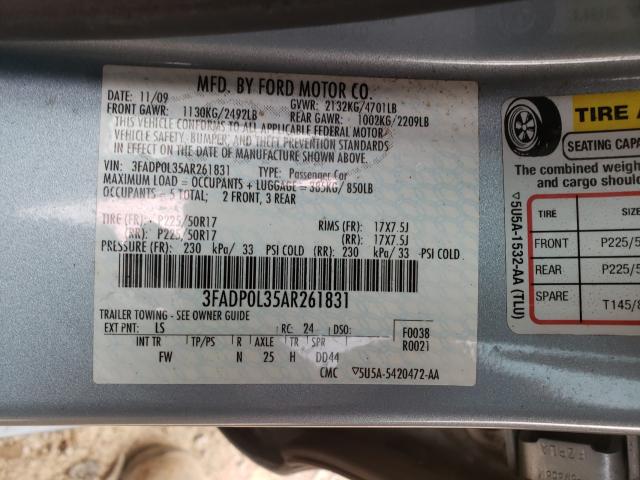 MFD. BY FORD MOTOR CO.
DATE: 11/09 GVWR: 2132KG/4701LB
FRONT GAWR: 1130KG/2492LB REAR GAWR: 1002KG/2209LB
THIS VEHICLE CONFORMS TO ALL APPLICABLE FEDERAL MOTOR
VEHICLE SAFETY, BUMPER, AND THEFT PREVENTION STANDARDS
IN EFFECT ON THE DATE OF MANUFACTURE SHOWN ABOVE.
VIN: 3FADP0L35AR261831 TYPE: Passenger Car
MAXIMUM LOAD = OCCUPANTS + LUGGAGE = 385KG/ 850LB
OCCUPANTS = 5 TOTAL; 2 FRONT, 3 REAR
TIRE (FR): P225/50R17 RIMS (FR): 17X7.5J
(RR): P225/50R17 (RR): 17X7.5J
PRESSURE (FR): 230 kPa/ 33 PSI COLD (RR): 230 kPa/ 33 -PSI COLD
3FADP0L35AR261831
TRAILER TOWING - SEE OWNER GUIDE
EXT PNT: LS RC: 24 DSO: F0038
R0021
INT TR TP/PS R AXLE TR SPR
FW N 25 H DD44
CMC 5U5A-5420472-AA
5U5A-1532-AA (TLU)
TIRE A
SEATING CAPA
The combined weigh
and cargo should
TIRE SIZE
FRONT P225/5
REAR P225/5
SPARE T145/8